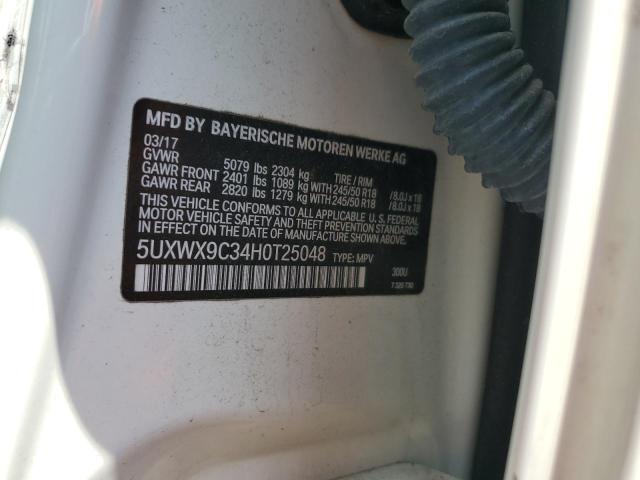 MFD BY BAYERISCHE MOTOREN WERKE AG
03/17
GVWR 5079 lbs 2304 kg TIRE / RIM
GAWR FRONT 2401 lbs 1089 kg WITH 245/50 R18 / 8.0J x 18
GAWR REAR 2820 lbs 1279 kg WITH 245/50 R18 / 8.0J x 18
THIS VEHICLE CONFORMS TO ALL APPLICABLE U. S. FEDERAL
MOTOR VEHICLE SAFETY AND THEFT PREVENTION STANDARDS
IN EFFECT ON THE DATE OF MANUFACTURE SHOWN ABOVE.
5UXWX9C34H0T25048 TYPE: MPV
300U